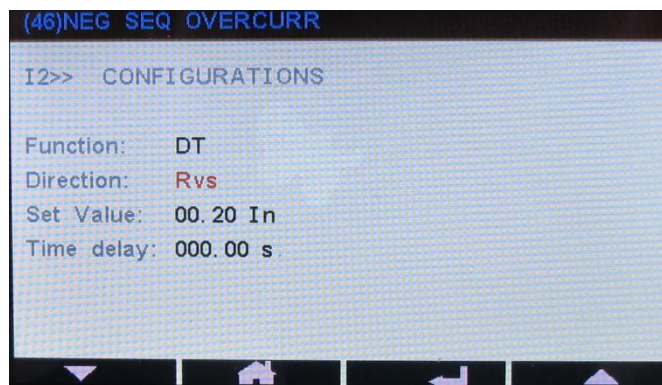 (46)NEG SEQ OVERCURR
I2>> CONFIGURATIONS
Function: DT
Direction: Rvs
Set Value: 00.20 In
Time delay: 000.00 s